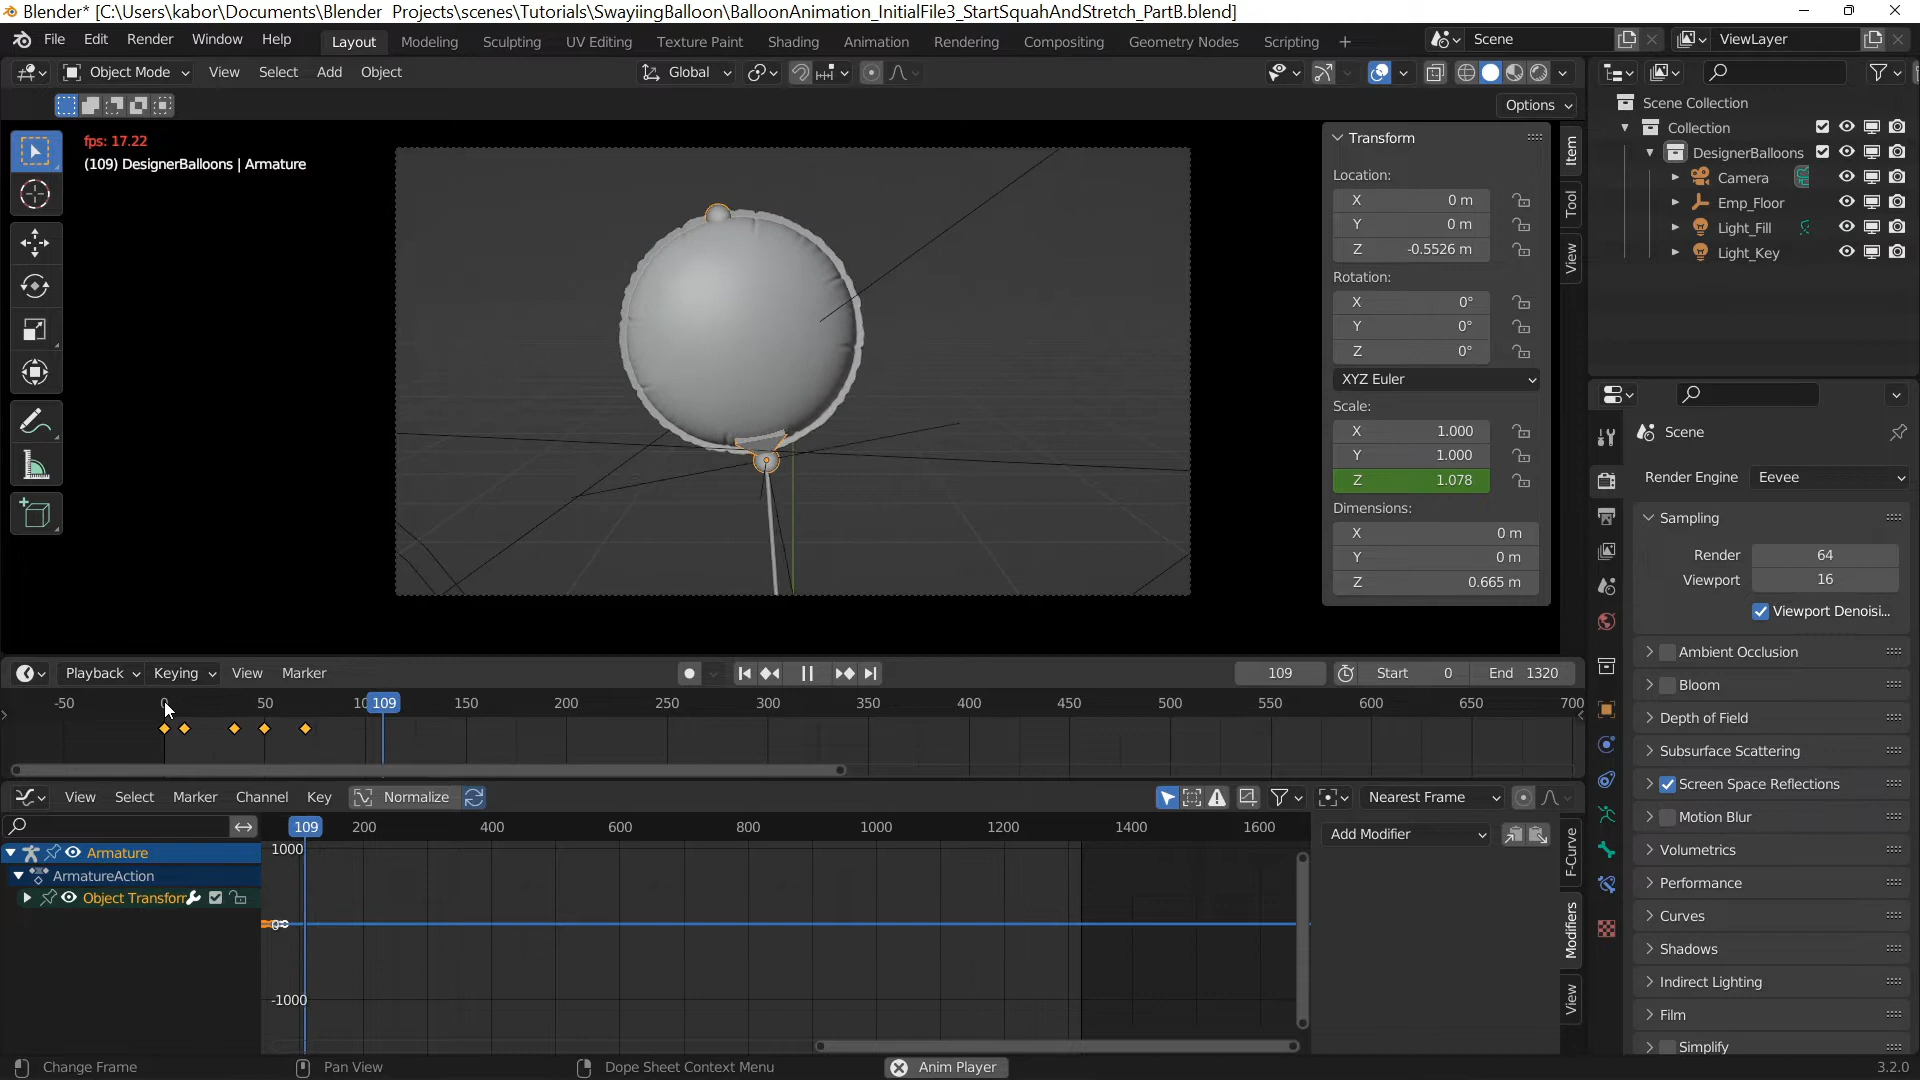 Blender* [C:\Users\kabor\Documents\Blender_Projects\scenes\Tutorials\SwayiingBalloon\BalloonAnimation_InitialFile3_StartSquahAndStretch_PartB.blend]
File Edit Render Window Help Layout Modeling Sculpting UV Editing Texture Paint Shading Animation Rendering Compositing Geometry Nodes Scripting + Scene ViewLayer
Object Mode View Select Add Object Global
Options
fps: 17.22
(109) DesignerBalloons | Armature
Transform
Location:
X 0 m
Y 0 m
Z -0.5526 m
Rotation:
X 0°
Y 0°
Z 0°
XYZ Euler
Scale:
X 1.000
Y 1.000
Z 1.078
Dimensions:
X 0 m
Y 0 m
Z 0.665 m
Item
Tool
View
Scene Collection
Collection
DesignerBalloons
Camera
Emp_Floor
Light_Fill
Light_Key
Scene
Render Engine Eevee
Sampling
Render 64
Viewport 16
Viewport Denoisi...
Ambient Occlusion
Bloom
Depth of Field
Subsurface Scattering
Screen Space Reflections
Motion Blur
Volumetrics
Performance
Curves
Shadows
Indirect Lighting
Film
Simplify
Playback Keying View Marker 109 Start 0 End 1320
-50 0 50 10 109 150 200 250 300 350 400 450 500 550 600 650 700
View Select Marker Channel Key Normalize Nearest Frame
109 200 400 600 800 1000 1200 1400 1600
Armature
ArmatureAction
Object Transforr
1000
0
-1000
Add Modifier
F-Curve
Modifiers
View
Change Frame Pan View Dope Sheet Context Menu Anim Player 3.2.0